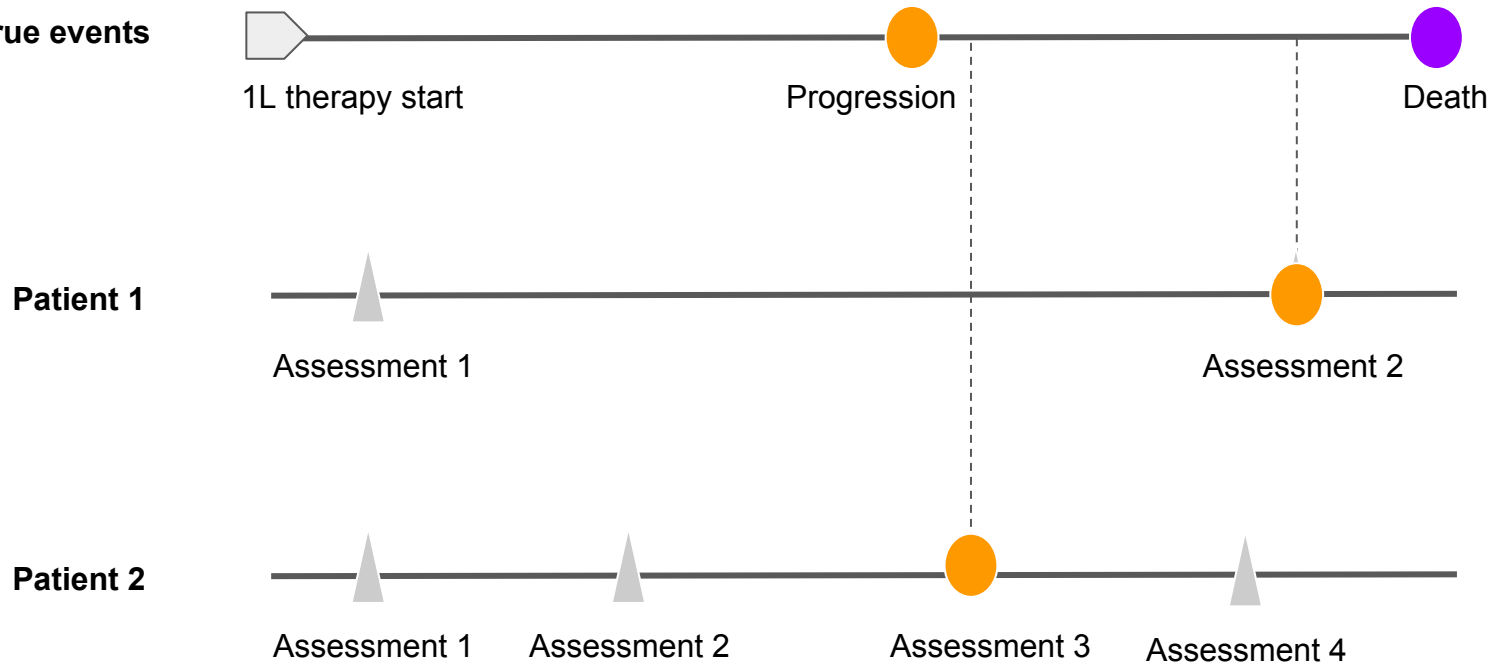 rue events
1L therapy start
Progression
Death
Patient 1
Assessment 1
Assessment 2
Patient 2
Assessment 1
Assessment 2
Assessment 3
Assessment 4